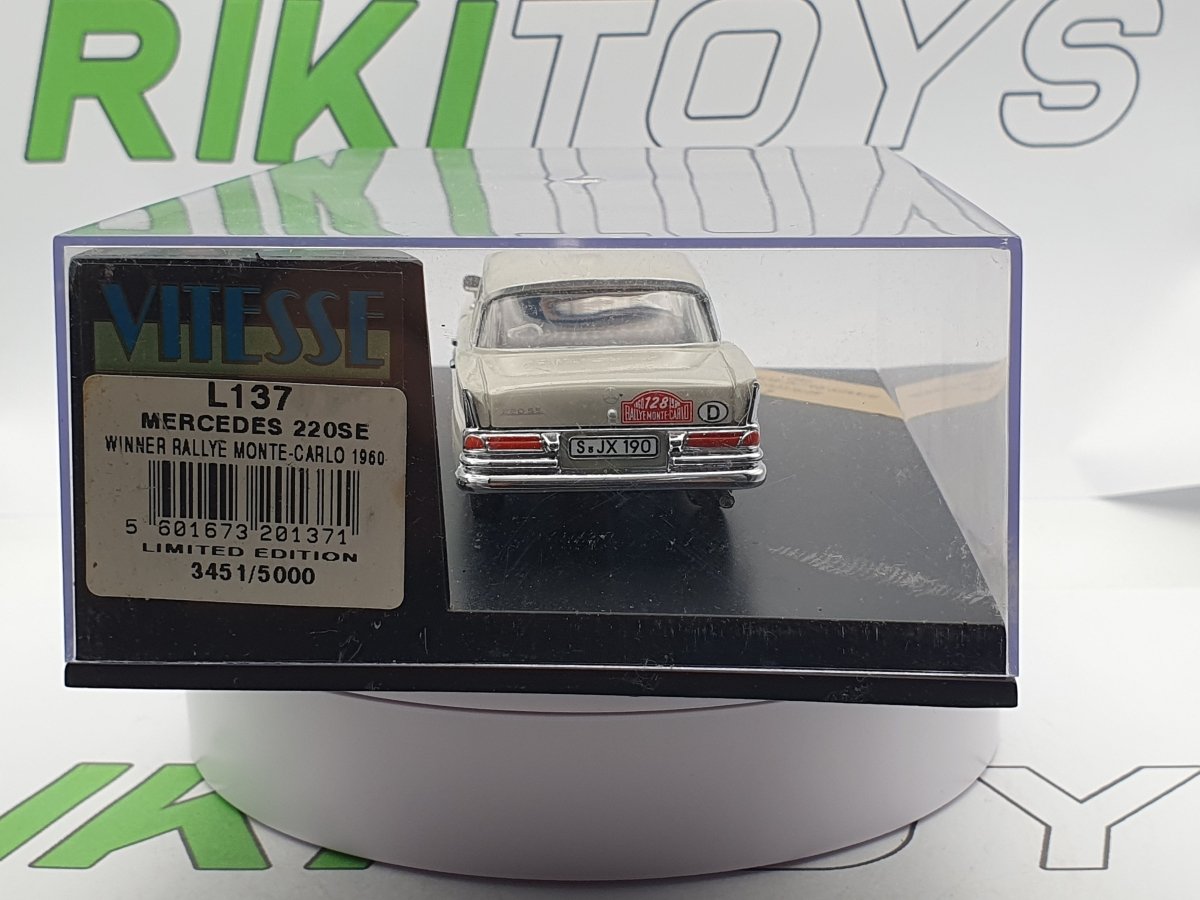 RIKITOYS
VITESSE
L137
MERCEDES 220SE
WINNER RALLYE MONTE-CARLO 1960
5 601673 201371
LIMITED EDITION
3451/5000
220SE
128
RALLYE MONTE-CARLO
D
S JX 190